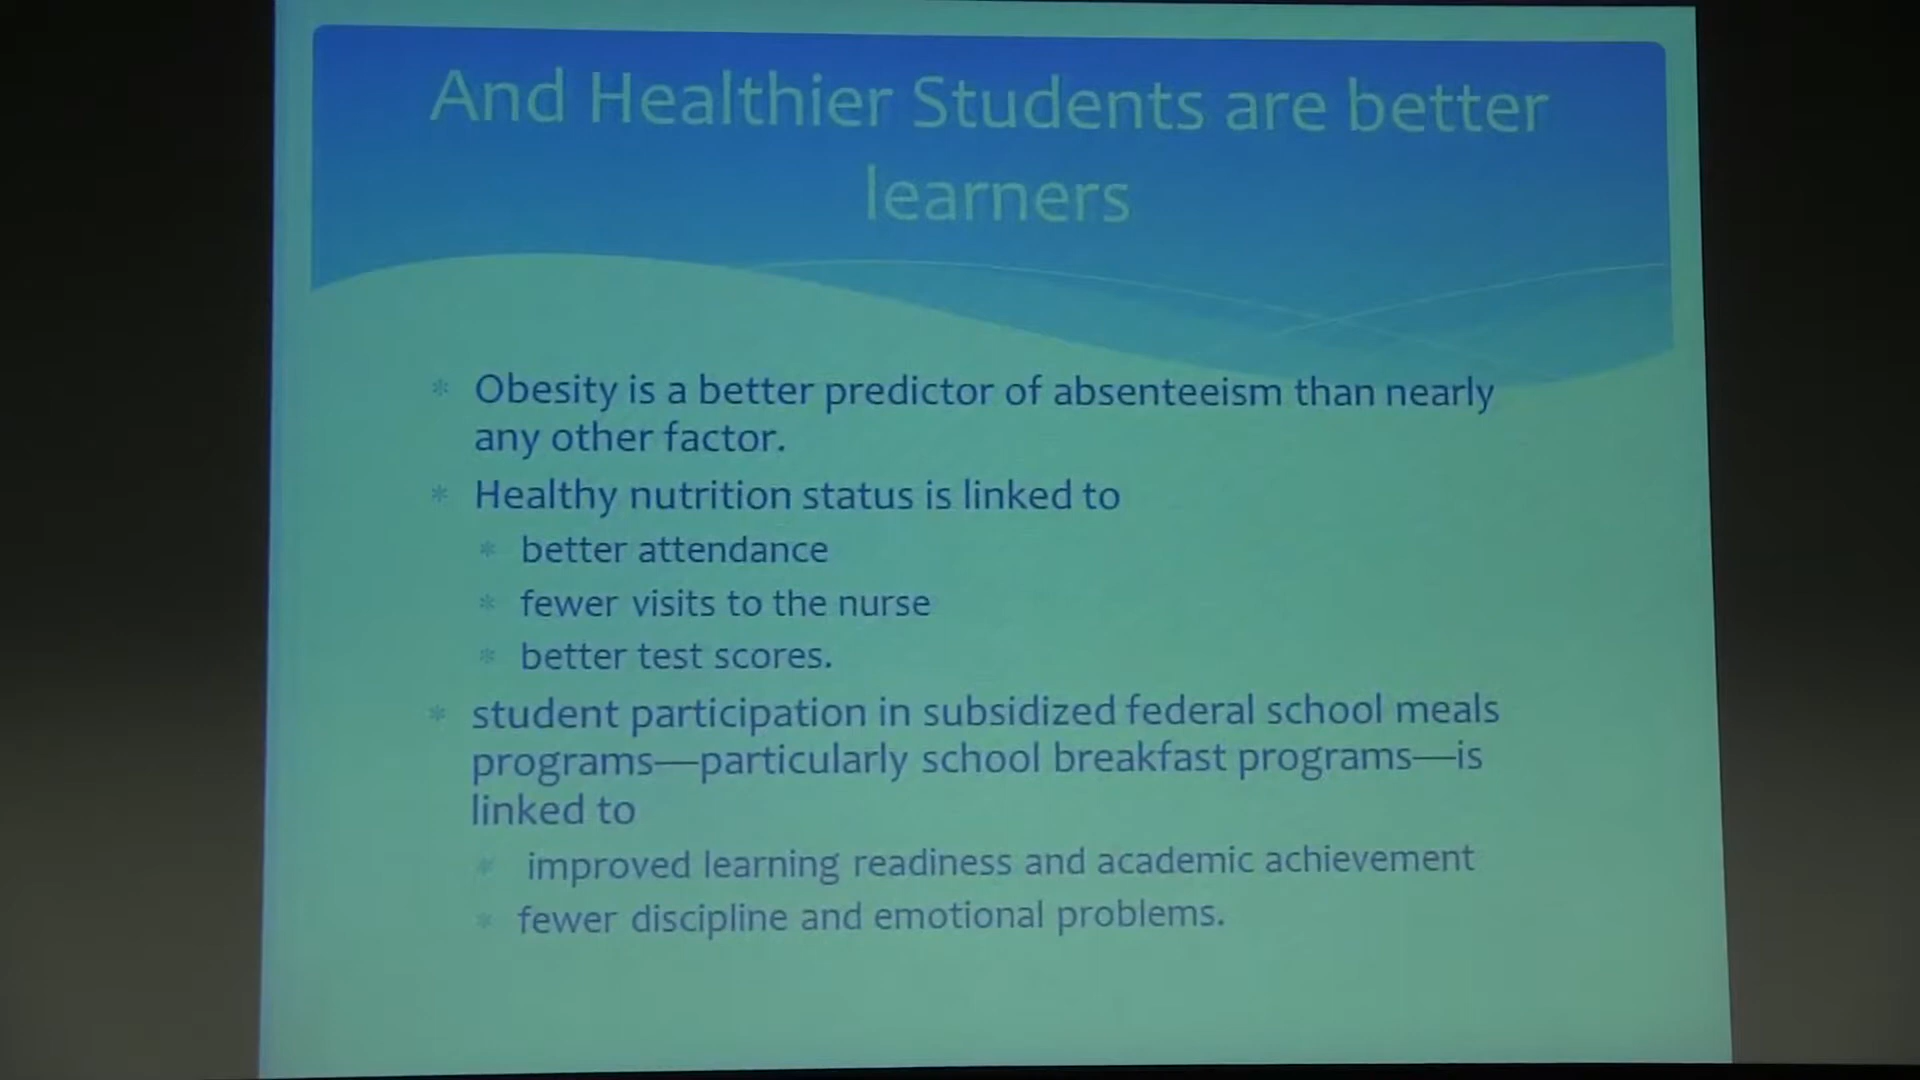 And Healthier Students are better
learners
* Obesity is a better predictor of absenteeism than nearly
any other factor.
* Healthy nutrition status is linked to
* better attendance
* fewer visits to the nurse
* better test scores.
* student participation in subsidized federal school meals
programs—particularly school breakfast programs—is
linked to
* improved learning readiness and academic achievement
* fewer discipline and emotional problems.